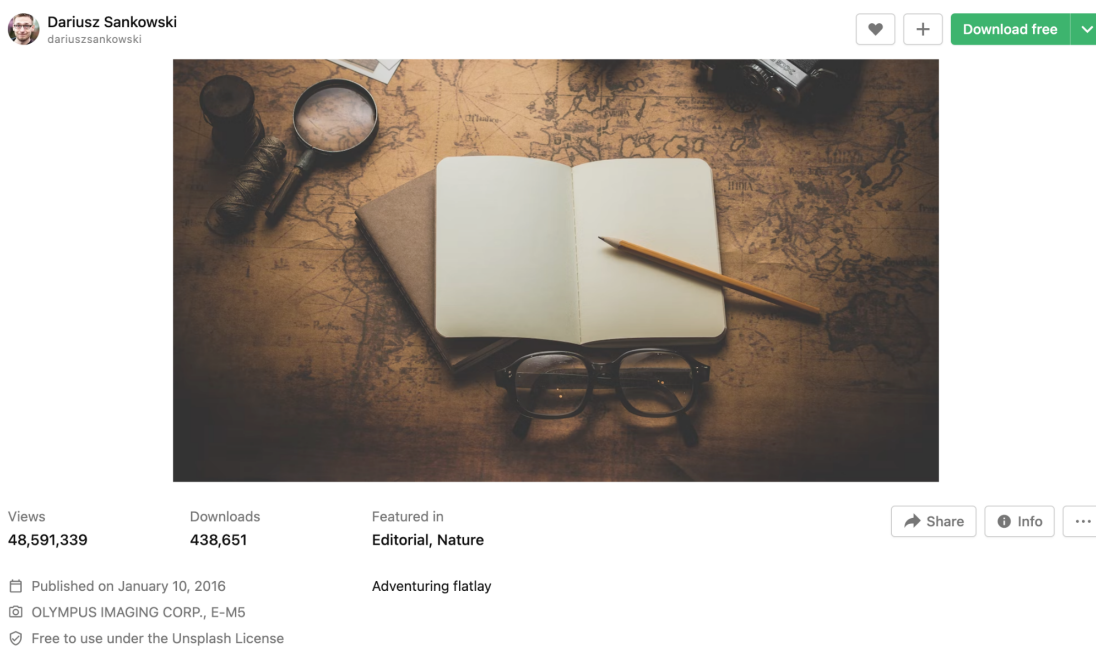 Dariusz Sankowski
dariuszsankowski
Download free
INDIA
Views
48,591,339
Downloads
438,651
Featured in
Editorial, Nature
Share
Info
Published on January 10, 2016
Adventuring flatlay
OLYMPUS IMAGING CORP., E-M5
Free to use under the Unsplash License